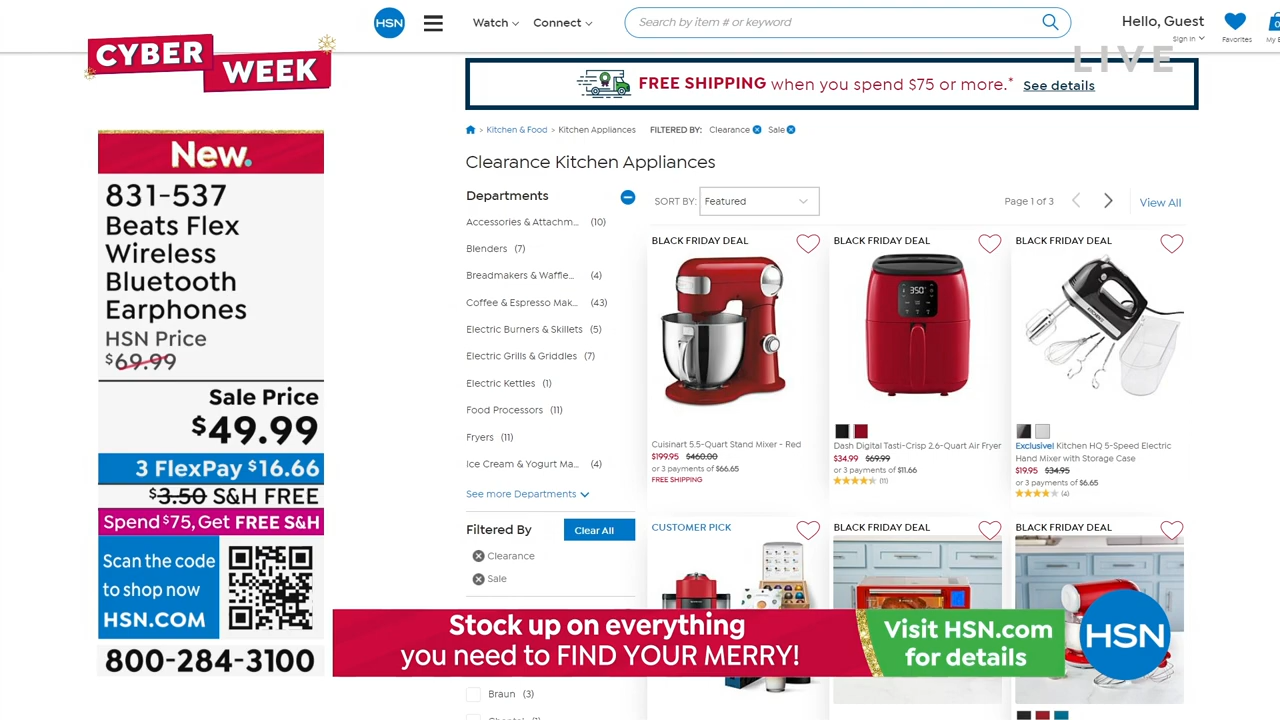 HSN
Watch
Connect
Search by item # or keyword
Hello, Guest
Sign In
Favorites
LIVE
CYBER
WEEK
FREE SHIPPING when you spend $75 or more.* See details
> Kitchen & Food > Kitchen Appliances FILTERED BY: Clearance Sale
Clearance Kitchen Appliances
New.
831-537
Beats Flex
Wireless
Bluetooth
Earphones
HSN Price
$69.99
Sale Price
$49.99
3 FlexPay $16.66
$3.50 S&H FREE
Spend $75, Get FREE S&H
Scan the code
to shop now
HSN.COM
800-284-3100
Departments
Accessories & Attachm... (10)
Blenders (7)
Breadmakers & Waffle... (4)
Coffee & Espresso Mak... (43)
Electric Burners & Skillets (5)
Electric Grills & Griddles (7)
Electric Kettles (1)
Food Processors (11)
Fryers (11)
Ice Cream & Yogurt Ma... (4)
See more Departments
Filtered By Clear All
Clearance
Sale
Braun (3)
SORT BY: Featured
Page 1 of 3
View All
BLACK FRIDAY DEAL
Cuisinart 5.5-Quart Stand Mixer - Red
$199.95 $460.00
or 3 payments of $66.65
FREE SHIPPING
BLACK FRIDAY DEAL
350°
Dash Digital Tasti-Crisp 2.6-Quart Air Fryer
$34.99 $69.99
or 3 payments of $11.66
(11)
BLACK FRIDAY DEAL
Exclusive! Kitchen HQ 5-Speed Electric
Hand Mixer with Storage Case
$19.95 $34.95
or 3 payments of $6.65
(4)
CUSTOMER PICK
BLACK FRIDAY DEAL
BLACK FRIDAY DEAL
Stock up on everything
you need to FIND YOUR MERRY!
Visit HSN.com
for details
HSN